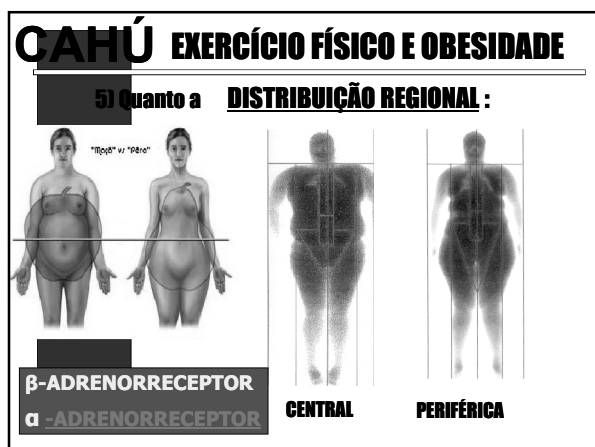 CAHÚ EXERCÍCIO FÍSICO E OBESIDADE
5) Quanto a DISTRIBUIÇÃO REGIONAL :
"Maçã" vs "Pêra"
β-ADRENORRECEPTOR
α -ADRENORRECEPTOR
CENTRAL PERIFÉRICA